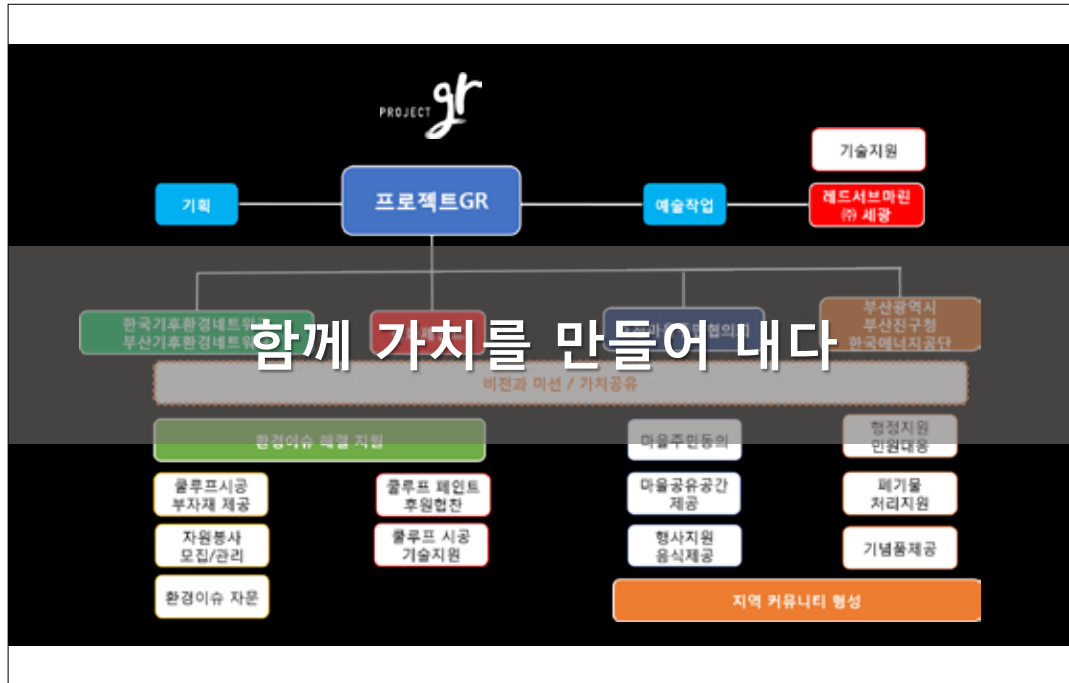 PROJECT gr
기술지원
기획
프로젝트GR
예술작업
레드서브마린
㈜ 세광
부산광역시
부산진구청
한국에너지공단
한국기후환경네트워크
부산기후환경네트워크
함께 가치를 만들어 내다
비전과 미션 / 가치공유
환경이슈 해결 지원
마을주민동의
행정지원
민원대응
쿨루프시공
부자재 제공
쿨루프 페인트
후원협찬
마을공유공간
제공
폐기물
처리지원
자원봉사
모집/관리
쿨루프 시공
기술지원
행사지원
음식제공
기념품제공
환경이슈 자문
지역 커뮤니티 형성